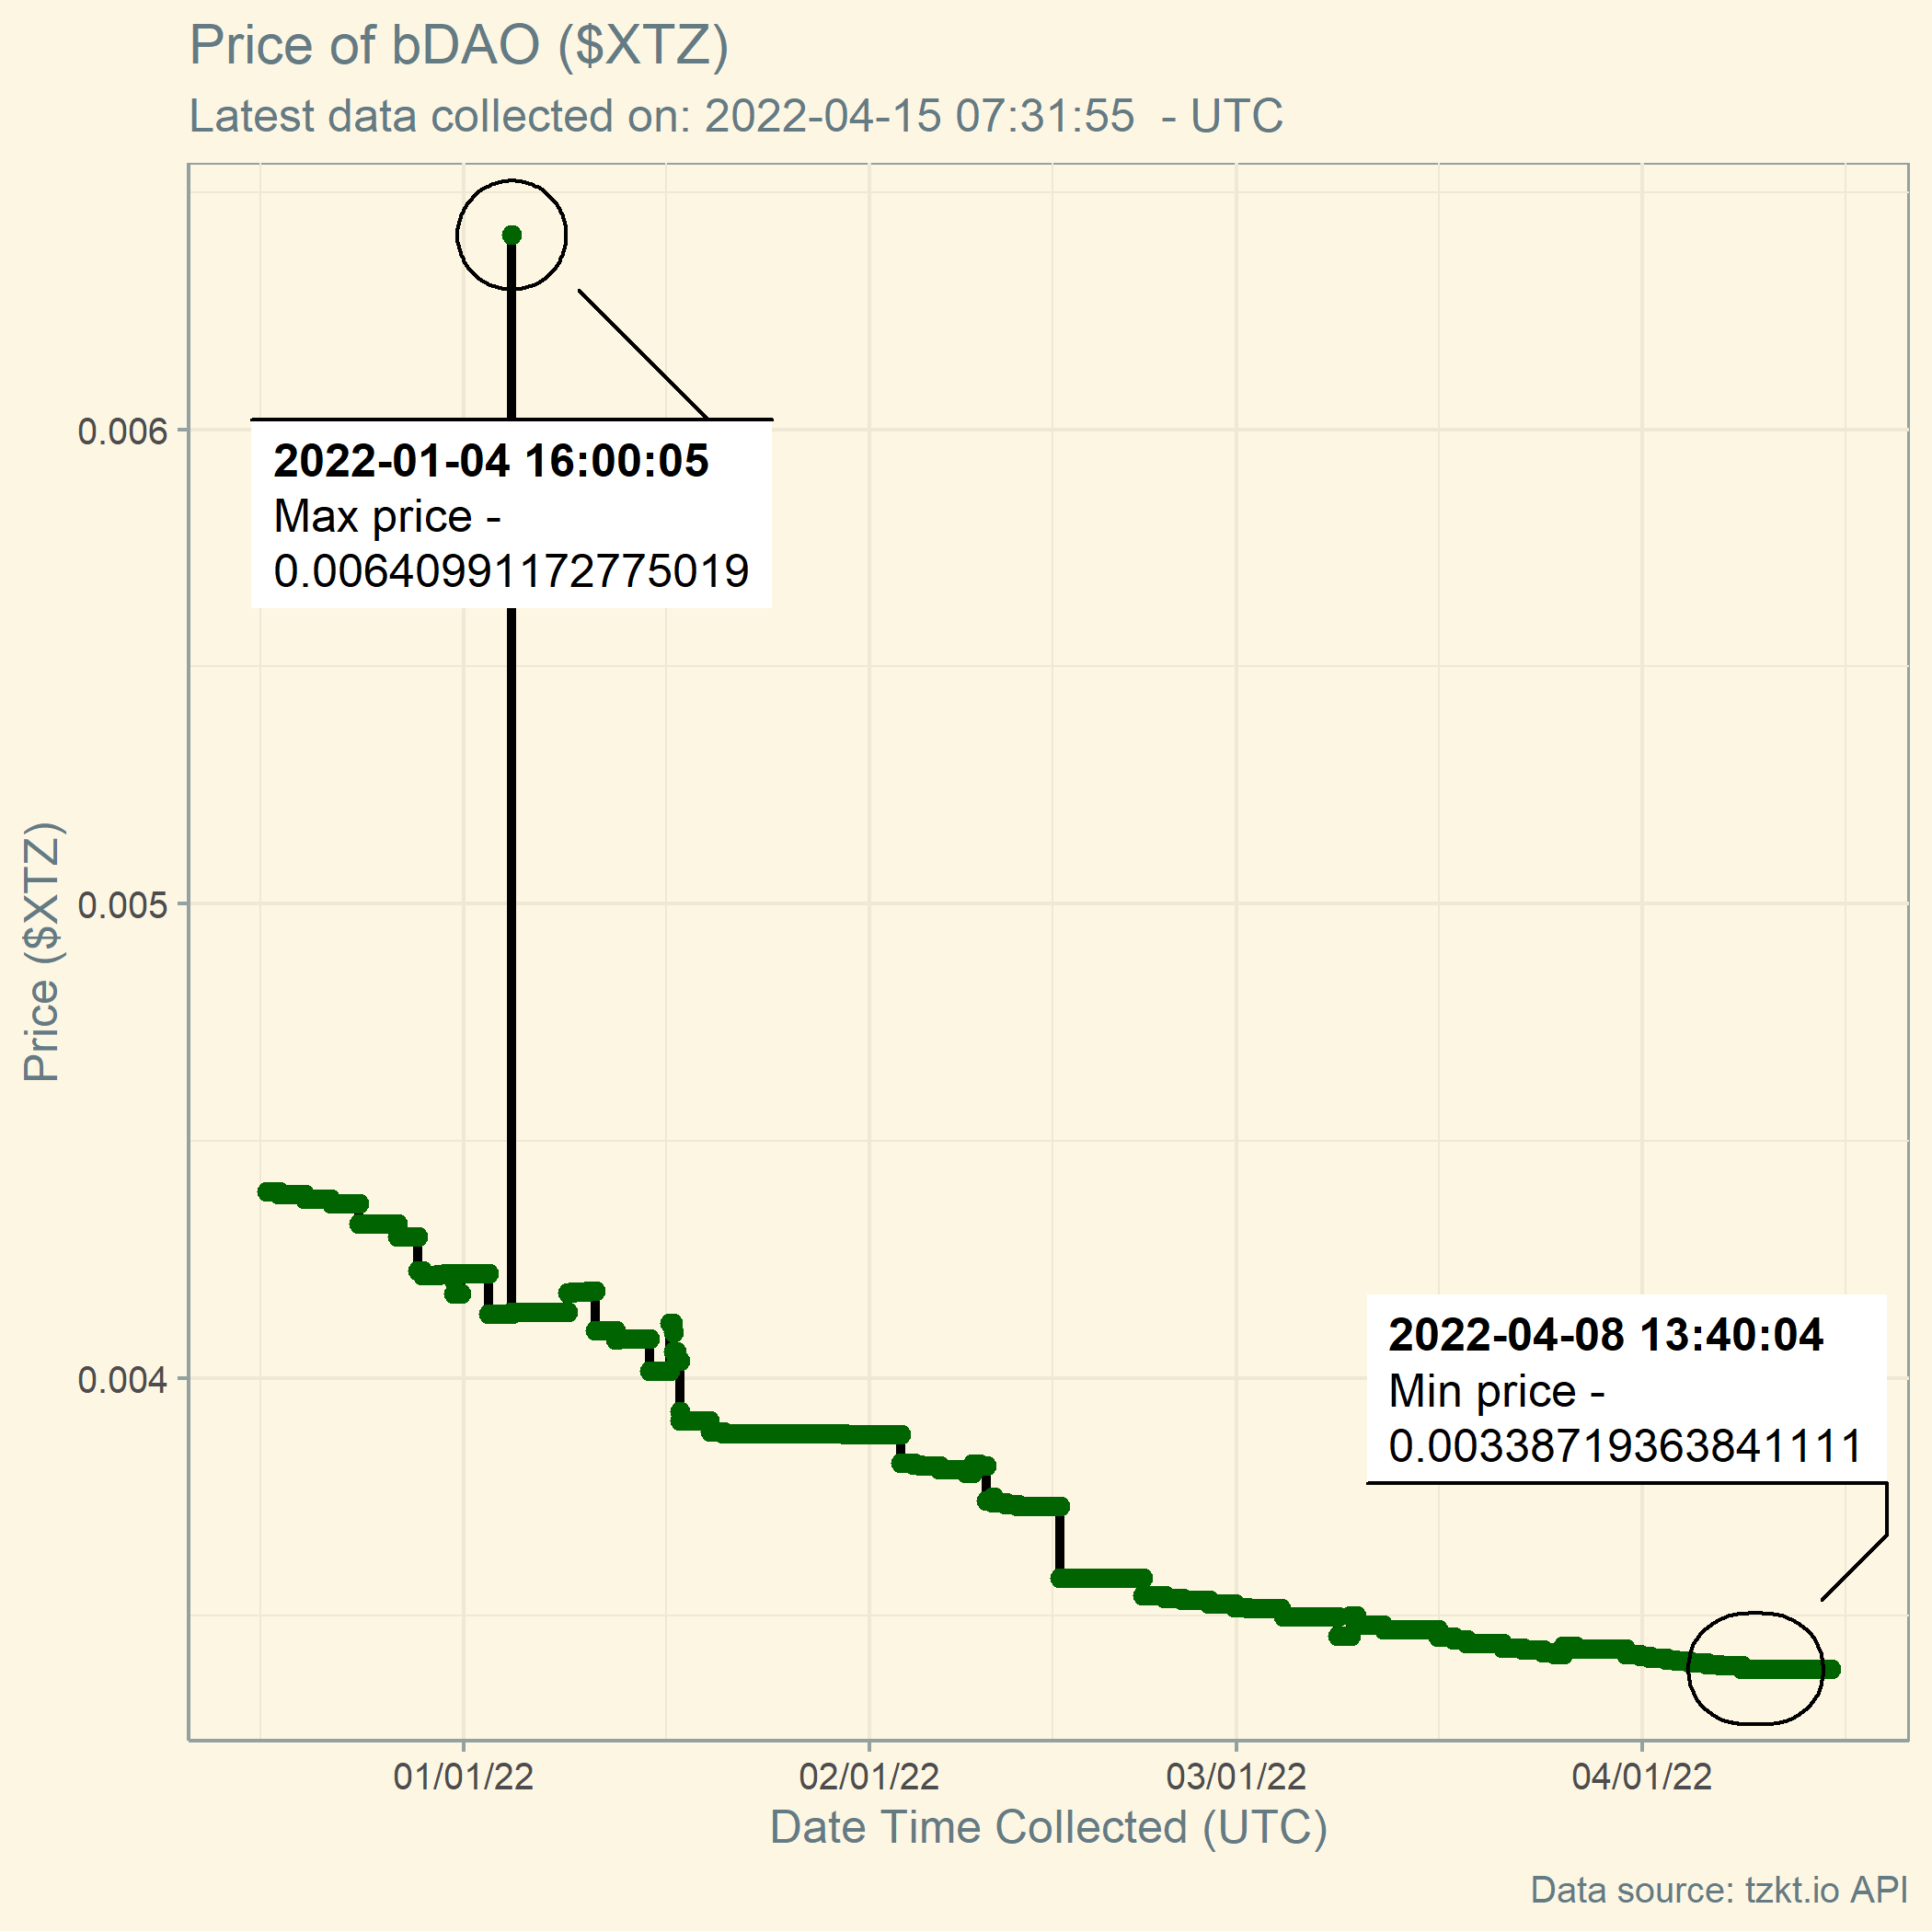 Price of bDAO ($XTZ)
Latest data collected on: 2022-04-15 07:31:55  - UTC
2022-01-04 16:00:05
Max price -
0.00640991172775019
2022-04-08 13:40:04
Min price -
0.00338719363841111
Price ($XTZ)
0.006
0.005
0.004
01/01/22
02/01/22
03/01/22
04/01/22
Date Time Collected (UTC)
Data source: tzkt.io API